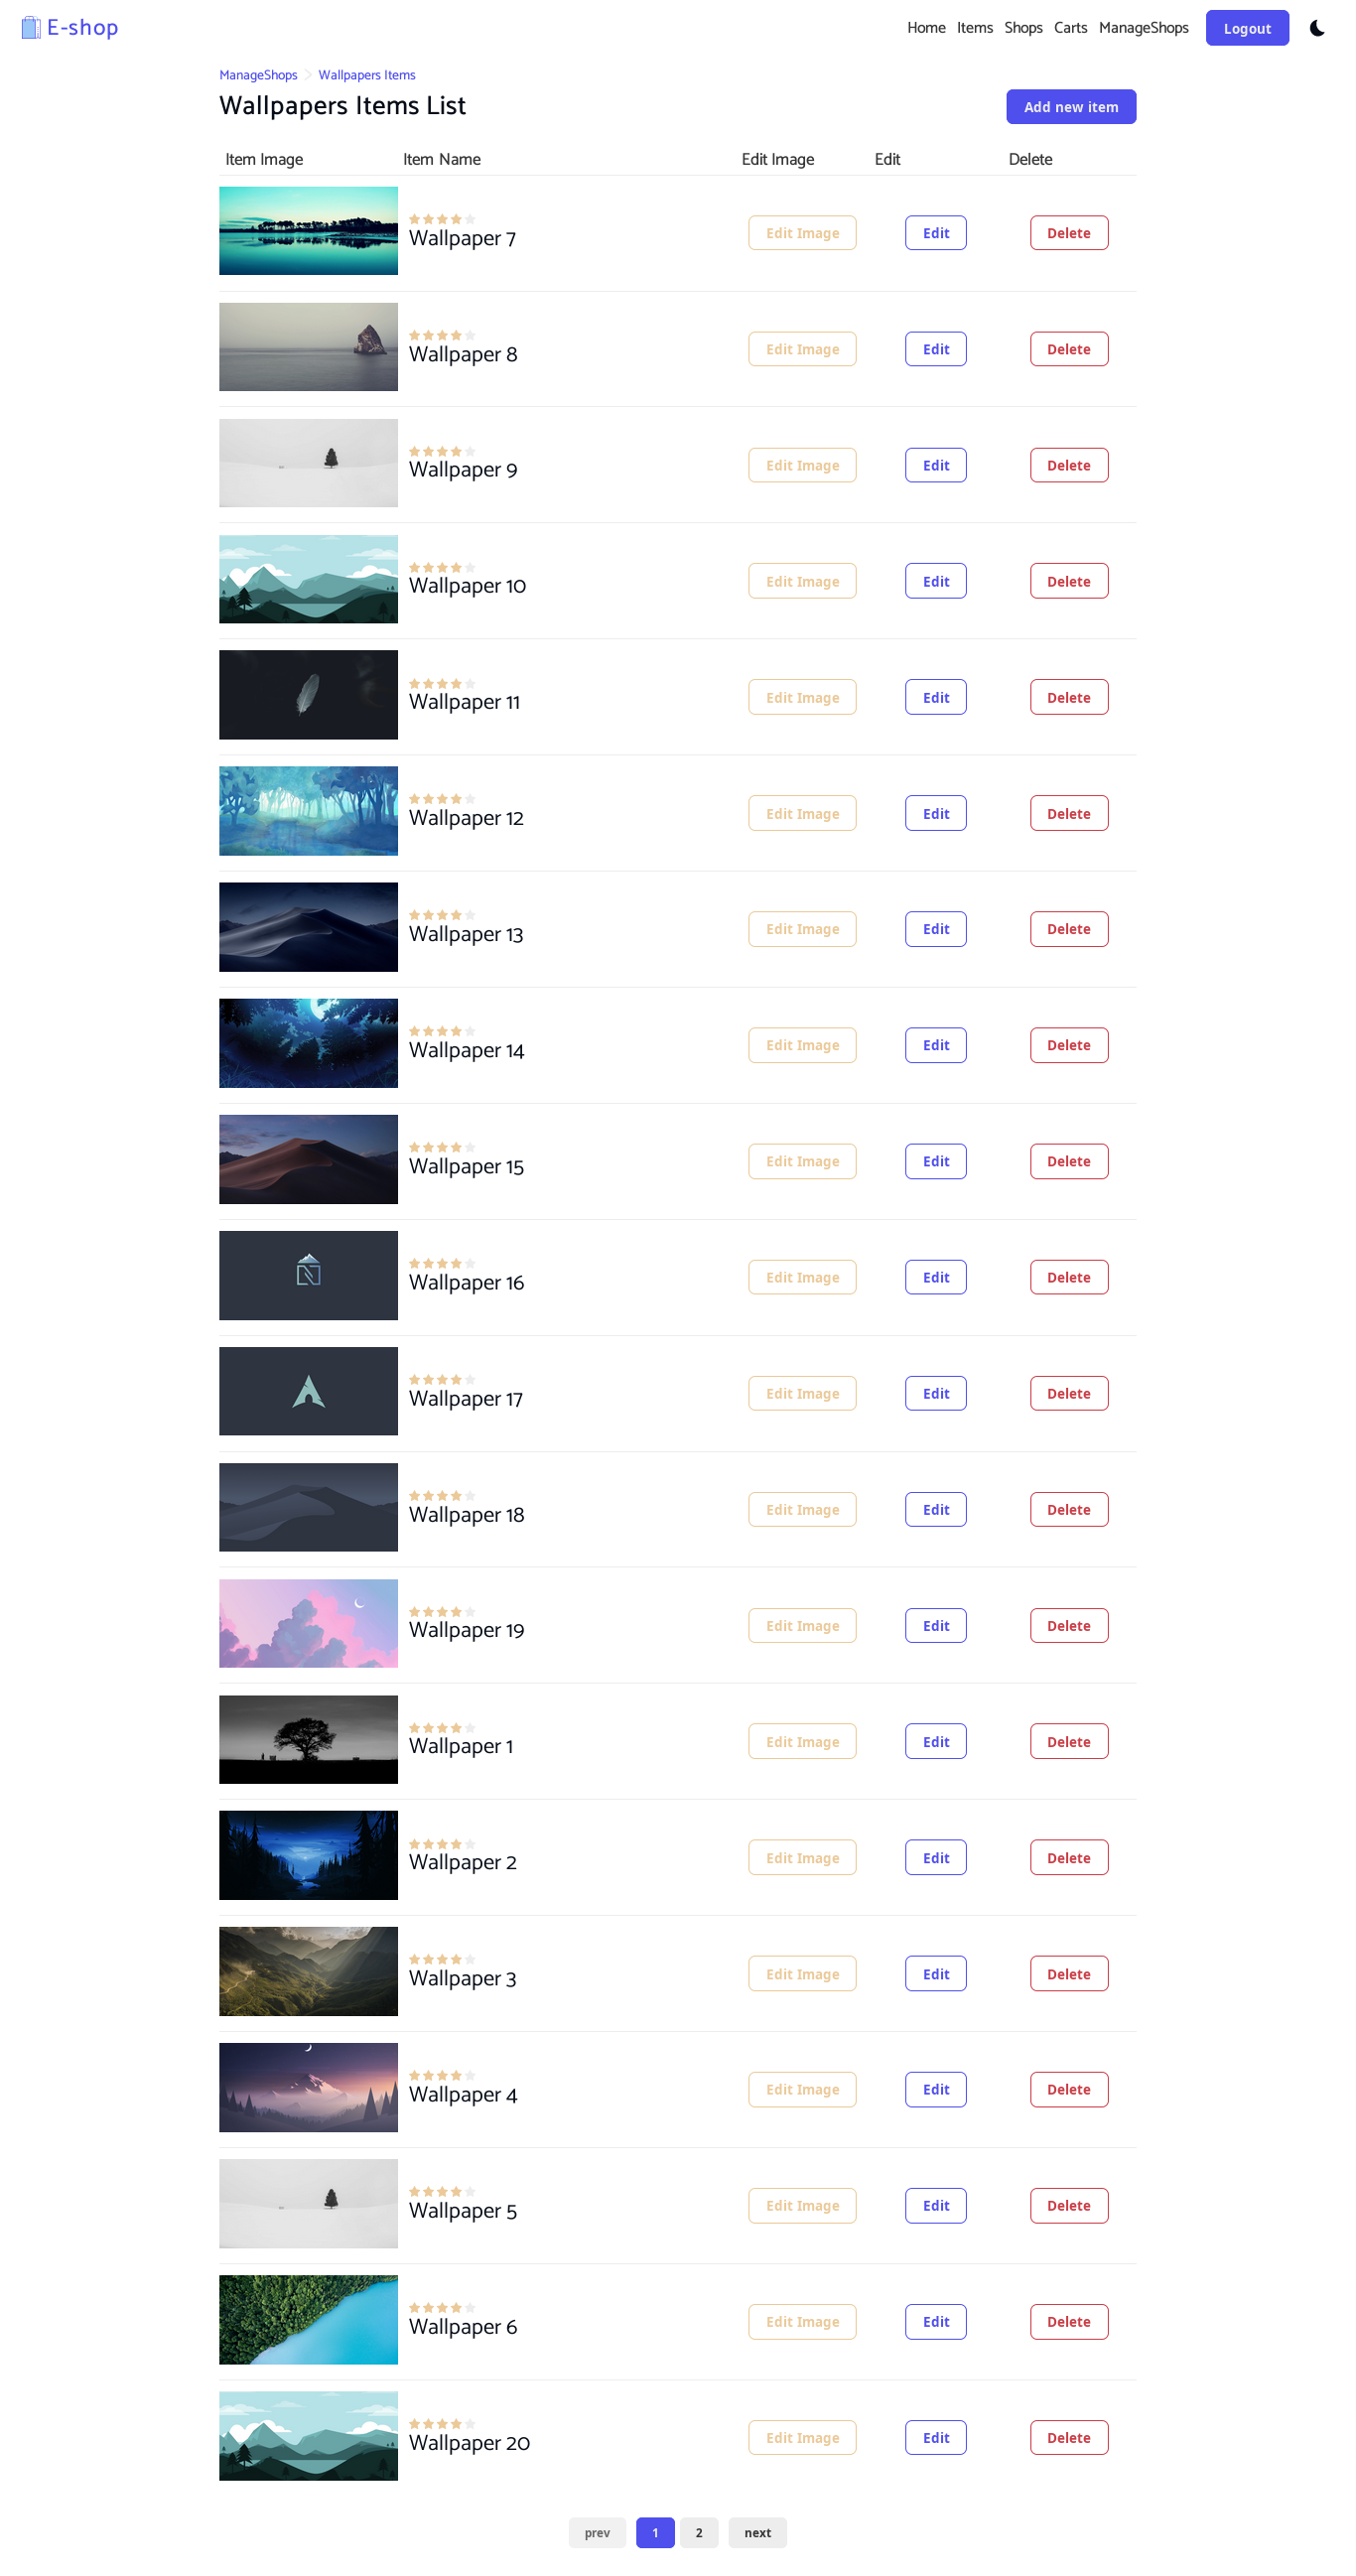 E-shop
Home Items Shops Carts ManageShops Logout
ManageShops Wallpapers Items
Wallpapers Items List
Add new item
Item Image Item Name Edit Image Edit Delete
Wallpaper 7 Edit Image Edit Delete
Wallpaper 8 Edit Image Edit Delete
Wallpaper 9 Edit Image Edit Delete
Wallpaper 10 Edit Image Edit Delete
Wallpaper 11 Edit Image Edit Delete
Wallpaper 12 Edit Image Edit Delete
Wallpaper 13 Edit Image Edit Delete
Wallpaper 14 Edit Image Edit Delete
Wallpaper 15 Edit Image Edit Delete
Wallpaper 16 Edit Image Edit Delete
Wallpaper 17 Edit Image Edit Delete
Wallpaper 18 Edit Image Edit Delete
Wallpaper 19 Edit Image Edit Delete
Wallpaper 1 Edit Image Edit Delete
Wallpaper 2 Edit Image Edit Delete
Wallpaper 3 Edit Image Edit Delete
Wallpaper 4 Edit Image Edit Delete
Wallpaper 5 Edit Image Edit Delete
Wallpaper 6 Edit Image Edit Delete
Wallpaper 20 Edit Image Edit Delete
prev 1 2 next